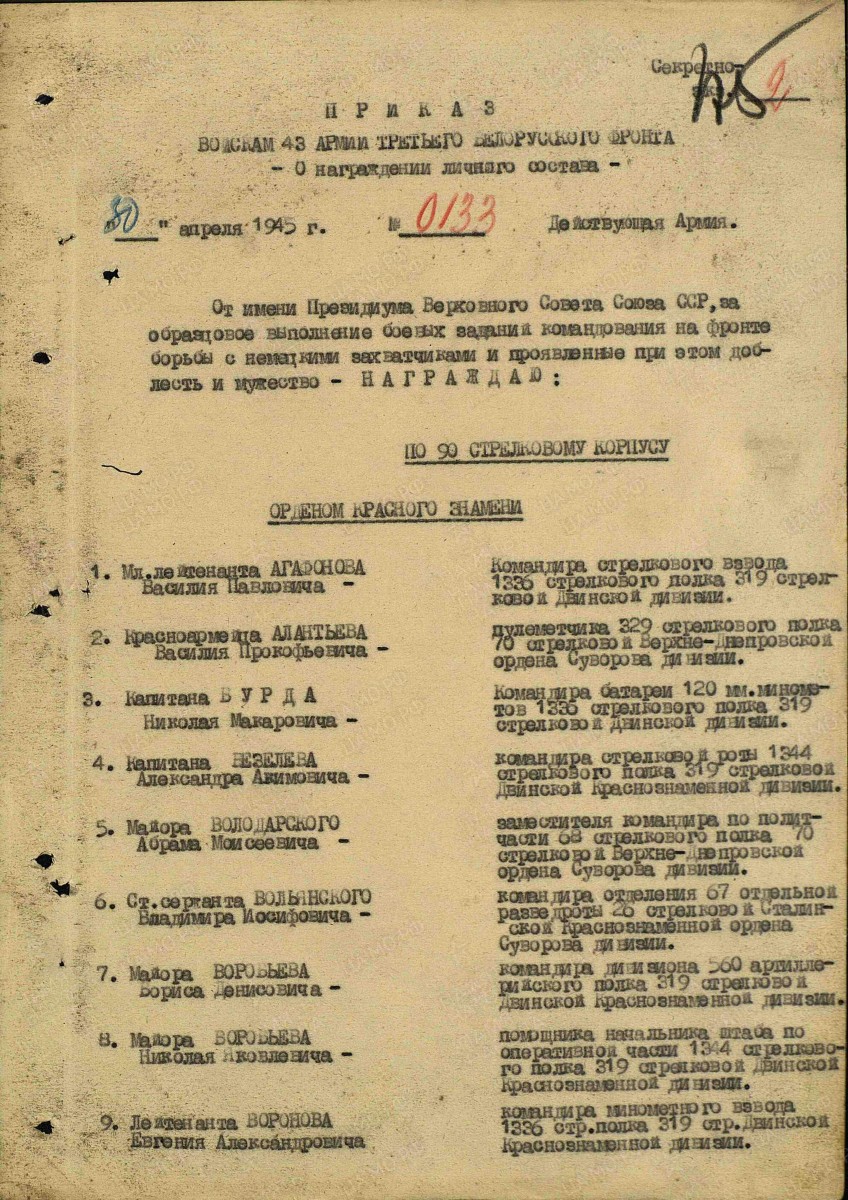 Секретно-
экз. 2
П Р И К А З
ВОЙСКАМ 43 АРМИИ ТРЕТЬЕГО БЕЛОРУССКОГО ФРОНТА
- О награждении личного состава -
"30" апреля 1945 г. № 0133 Действующая Армия.
От имени Президиума Верховного Совета Союза ССР, за
образцовое выполнение боевых заданий командования на фронте
борьбы с немецкими захватчиками и проявленные при этом доб-
лесть и мужество - Н А Г Р А Ж Д А Ю :
ПО 90 СТРЕЛКОВОМУ КОРПУСУ
ОРДЕНОМ КРАСНОГО ЗНАМЕНИ
1. Мл.лейтенанта АГАФОНОВА
Василия Павловича -
Командира стрелкового взвода
1336 стрелкового полка 319 стрел-
ковой Двинской дивизии.
2. Красноармейца АЛАНТЬЕВА
Василия Прокофьевича -
пулеметчика 329 стрелкового полка
70 стрелковой Верхне-Днепровской
ордена Суворова дивизии.
3. Капитана Б У Р Д А
Николая Макаровича -
Командира батареи 120 мм.миноме-
тов 1336 стрелкового полка 319
стрелковой Двинской дивизии.
4. Капитана ВЕЗЕЛЕВА
Александра Акимовича -
командира стрелковой роты 1344
стрелкового полка 319 стрелковой
Двинской Краснознаменной дивизии.
5. Майора ВОЛОДАРСКОГО
Абрама Моисеевича -
заместителя командира по полит-
части 68 стрелкового полка 70
стрелковой Верхне-Днепровской
ордена Суворова дивизии.
6. Ст.сержанта ВОЛЬЯНСКОГО
Владимира Иосифовича -
командира отделения 67 отдельной
разведроты 26 стрелковой Сталин-
ской Краснознаменной ордена
Суворова дивизии.
7. Майора ВОРОБЬЕВА
Бориса Денисовича -
командира дивизиона 560 артилле-
рийского полка 319 стрелковой
Двинской Краснознаменной дивизии.
8. Майора ВОРОБЬЕВА
Николая Яковлевича -
помощника начальника штаба по
оперативной части 1344 стрелково-
го полка 319 стрелковой Двинской
Краснознаменной дивизии.
9. Лейтенанта ВОРОНОВА
Евгения Александровича
командира минометного взвода
1336 стр.полка 319 стр.Двинской
Краснознаменной дивизии.